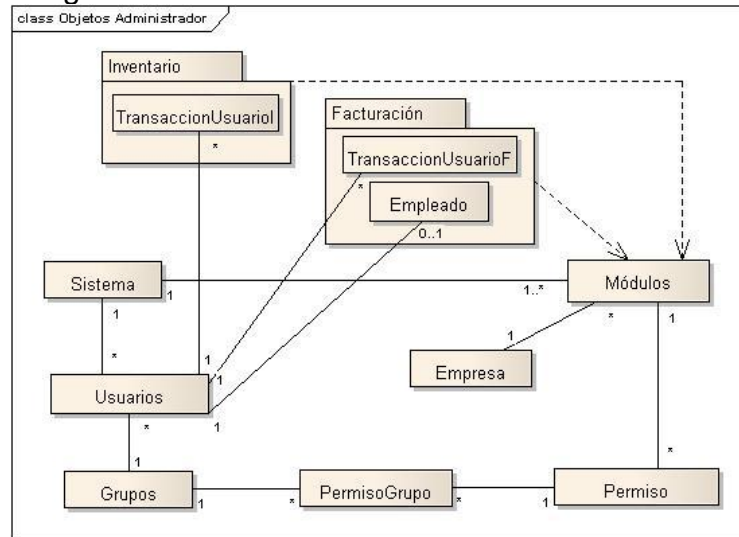 class Objetos Administrador
Inventario
TransaccionUsuarioI
*
Facturación
TransaccionUsuarioF
*
Empleado
0..1
Sistema
1
1..*
Módulos
1
*
1
*
1
Empresa
1
1
1
*
Usuarios
*
1
*
Grupos
1
*
PermisoGrupo
*
1
Permiso